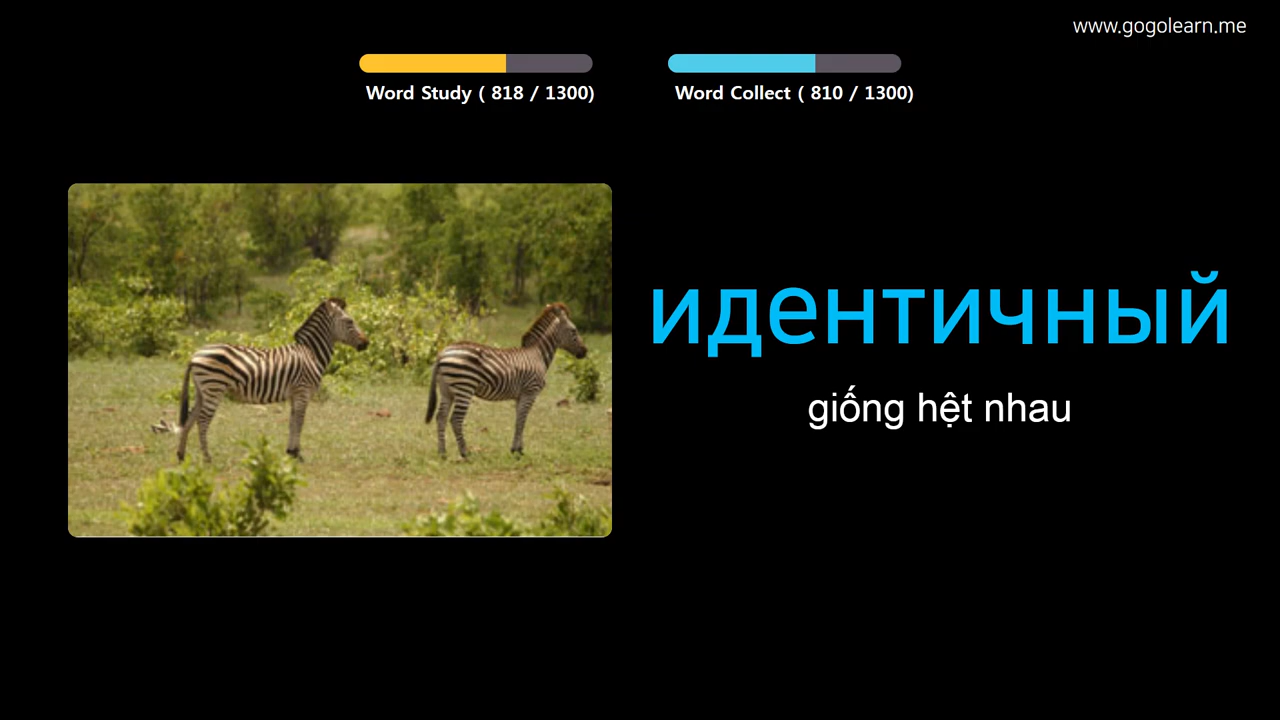 www.gogolearn.me
Word Study ( 818 / 1300)
Word Collect ( 810 / 1300)
идентичный
giống hệt nhau